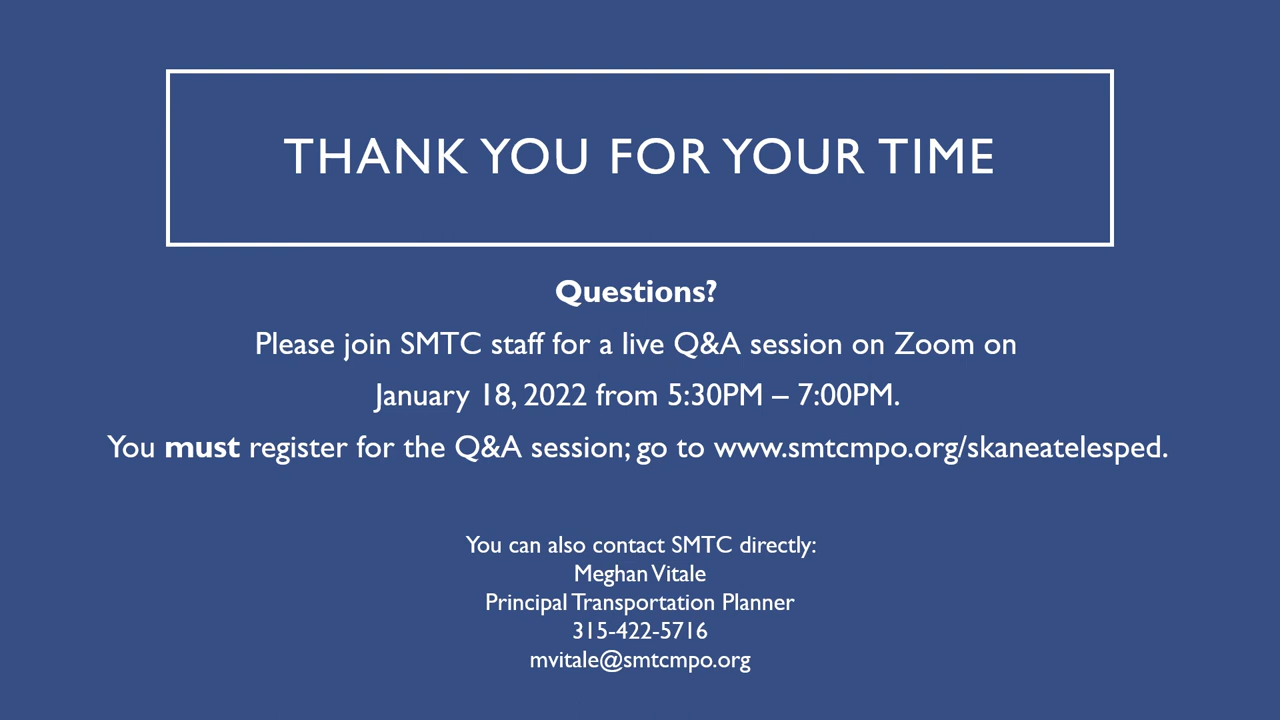 THANK YOU FOR YOUR TIME
Questions?
Please join SMTC staff for a live Q&A session on Zoom on
January 18, 2022 from 5:30PM – 7:00PM.
You must register for the Q&A session; go to www.smtcmpo.org/skaneatelesped.
You can also contact SMTC directly:
Meghan Vitale
Principal Transportation Planner
315-422-5716
mvitale@smtcmpo.org